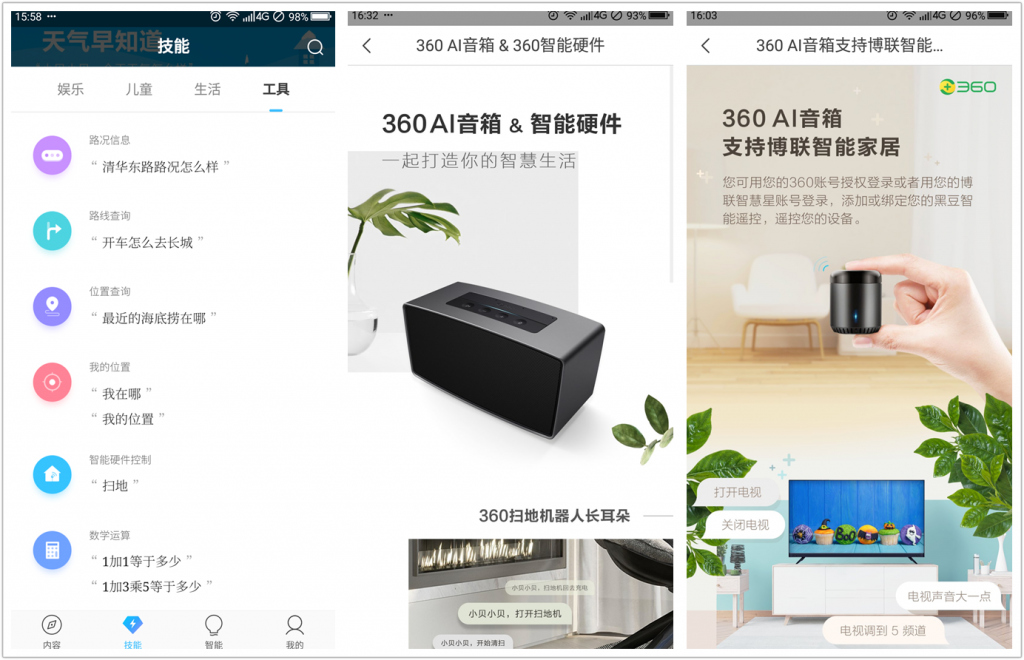 15:58 ··· 4G 98%
天气早知道
技能
娱乐 儿童 生活 工具
路况信息
“ 清华东路路况怎么样 ”
路线查询
“ 开车怎么去长城 ”
位置查询
“ 最近的海底捞在哪 ”
我的位置
“ 我在哪 ”
“ 我的位置 ”
智能硬件控制
“ 扫地 ”
数学运算
“ 1加1等于多少 ”
“ 1加3乘5等于多少 ”
内容 技能 智能 我的
16:32 ··· 4G 93%
360 AI音箱 & 360智能硬件
360AI音箱 & 智能硬件
一起打造你的智慧生活
360扫地机器人长耳朵
小贝小贝，扫地机回去充电
小贝小贝，打开扫地机
小贝小贝，开始清扫
16:03 4G 96%
360 AI音箱支持博联智能...
360
360 AI音箱
支持博联智能家居
您可用您的360账号授权登录或者用您的博
联智慧星账号登录，添加或绑定您的黑豆智
能遥控，遥控您的设备。
打开电视
关闭电视
电视声音大一点
电视调到 5 频道